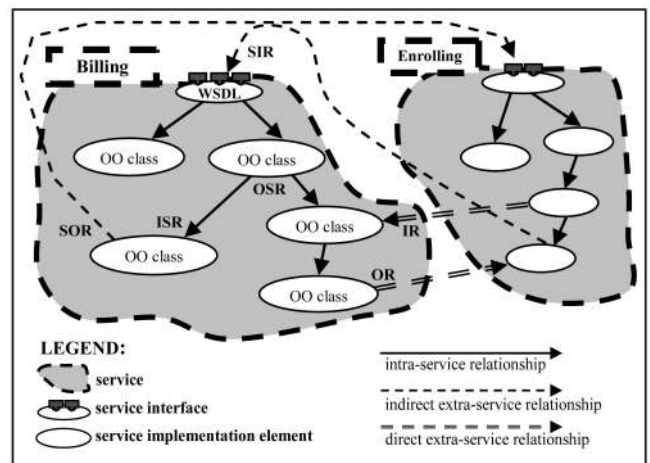 SIR
Billing
Enrolling
WSDL
OO class
OO class
OSR
SOR
ISR
OO class
IR
OO class
OR
OO class
LEGEND:
service
service interface
service implementation element
intra-service relationship
indirect extra-service relationship
direct extra-service relationship